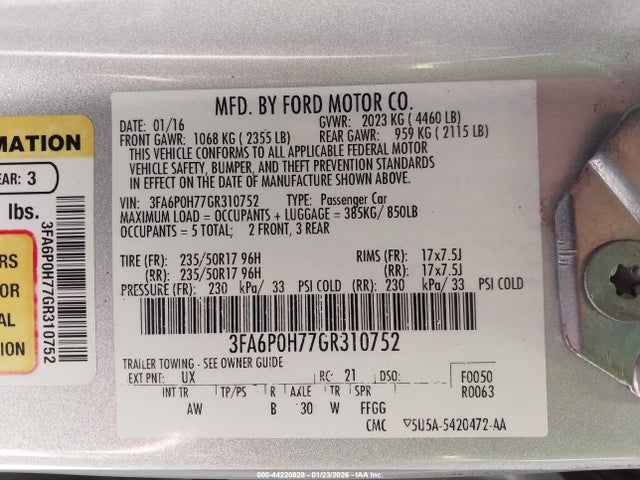 MFD. BY FORD MOTOR CO.
DATE: 01/16 GVWR: 2023 KG ( 4460 LB)
FRONT GAWR: 1068 KG ( 2355 LB) REAR GAWR: 959 KG ( 2115 LB)
THIS VEHICLE CONFORMS TO ALL APPLICABLE FEDERAL MOTOR
VEHICLE SAFETY, BUMPER, AND THEFT PREVENTION STANDARDS
IN EFFECT ON THE DATE OF MANUFACTURE SHOWN ABOVE.
VIN: 3FA6P0H77GR310752 TYPE: Passenger Car
MAXIMUM LOAD = OCCUPANTS + LUGGAGE = 385KG/ 850LB
OCCUPANTS = 5 TOTAL; 2 FRONT, 3 REAR
TIRE (FR): 235/50R17 96H RIMS (FR): 17x7.5J
(RR): 235/50R17 96H (RR): 17x7.5J
PRESSURE (FR): 230 kPa/ 33 PSI COLD (RR): 230 kPa/ 33 PSI COLD
3FA6P0H77GR310752
TRAILER TOWING - SEE OWNER GUIDE
EXT PNT: UX RC: 21 DSO: F0050
R0063
INT TR TP/PS R AXLE TR SPR
AW B 30 W FFGG
CMC 5U5A-5420472-AA
MATION
EAR: 3
lbs.
RS
OR
AL
ION
3FA6P0H77GR310752
000-44220928 - 01/23/2026 - IAA Inc.